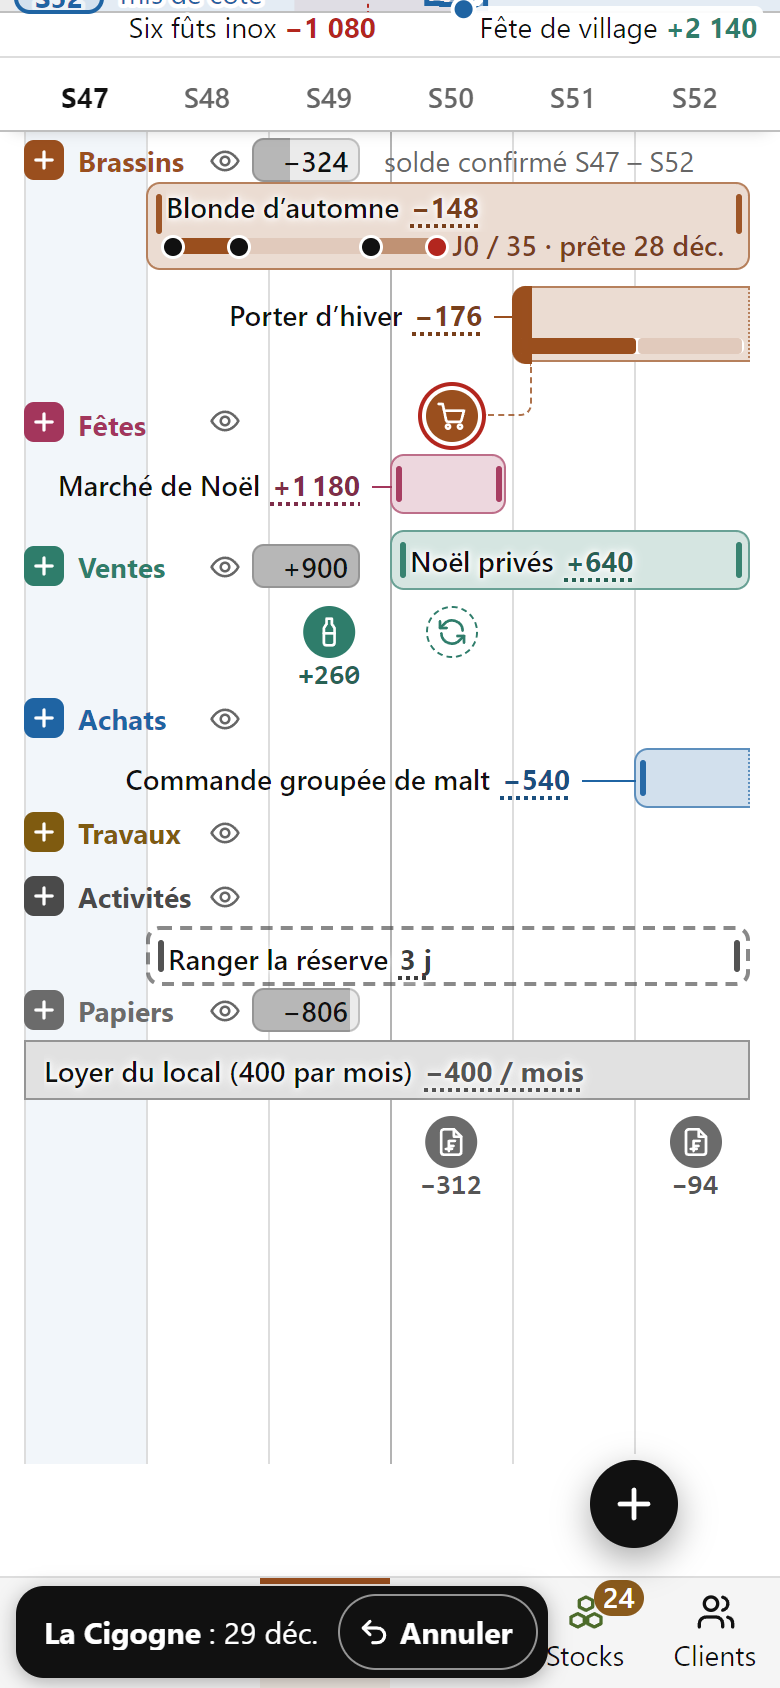 S52 mis de côté
Six fûts inox −1 080 Fête de village +2 140
S47 S48 S49 S50 S51 S52
Brassins −324 solde confirmé S47 – S52
Blonde d’automne −148
J0 / 35 · prête 28 déc.
Porter d’hiver −176
Fêtes
Marché de Noël +1 180
Ventes +900 Noël privés +640
+260
Achats
Commande groupée de malt −540
Travaux
Activités
Ranger la réserve 3 j
Papiers −806
Loyer du local (400 par mois) −400 / mois
−312 −94
La Cigogne : 29 déc. Annuler
24
Stocks Clients